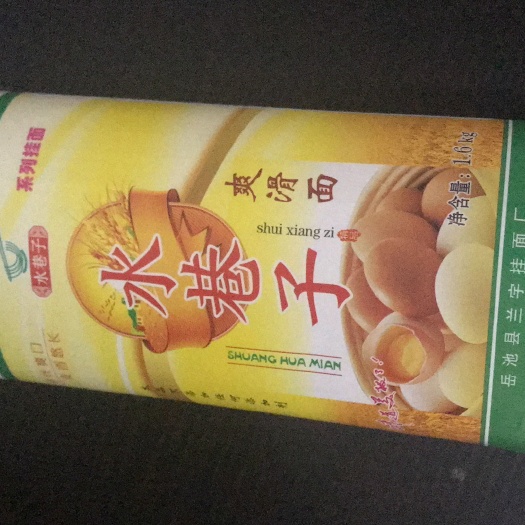 系列挂面
水巷子
爽滑面
shui xiang zi
水巷子
SHUANG HUA MIAN
净含量：1.6kg
岳池县兰宇挂面厂